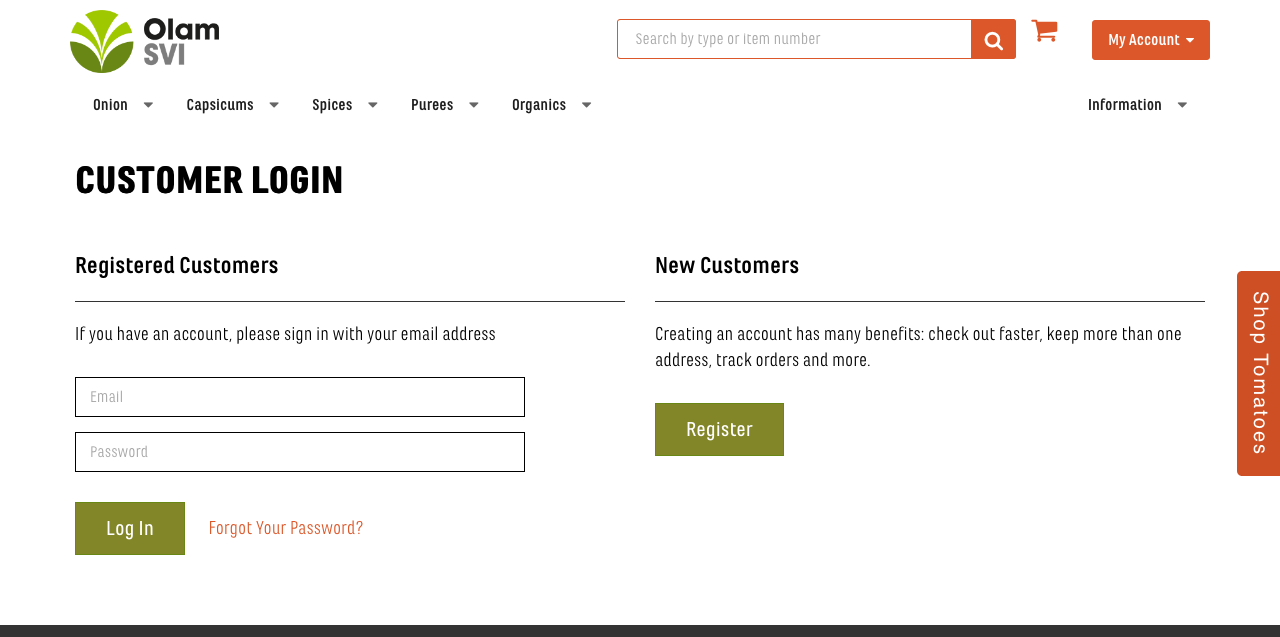 Olam
SVI
Search by type or item number
My Account
Onion
Capsicums
Spices
Purees
Organics
Information
CUSTOMER LOGIN
Registered Customers
If you have an account, please sign in with your email address
Email
Password
Log In
Forgot Your Password?
New Customers
Creating an account has many benefits: check out faster, keep more than one
address, track orders and more.
Register
Shop Tomatoes